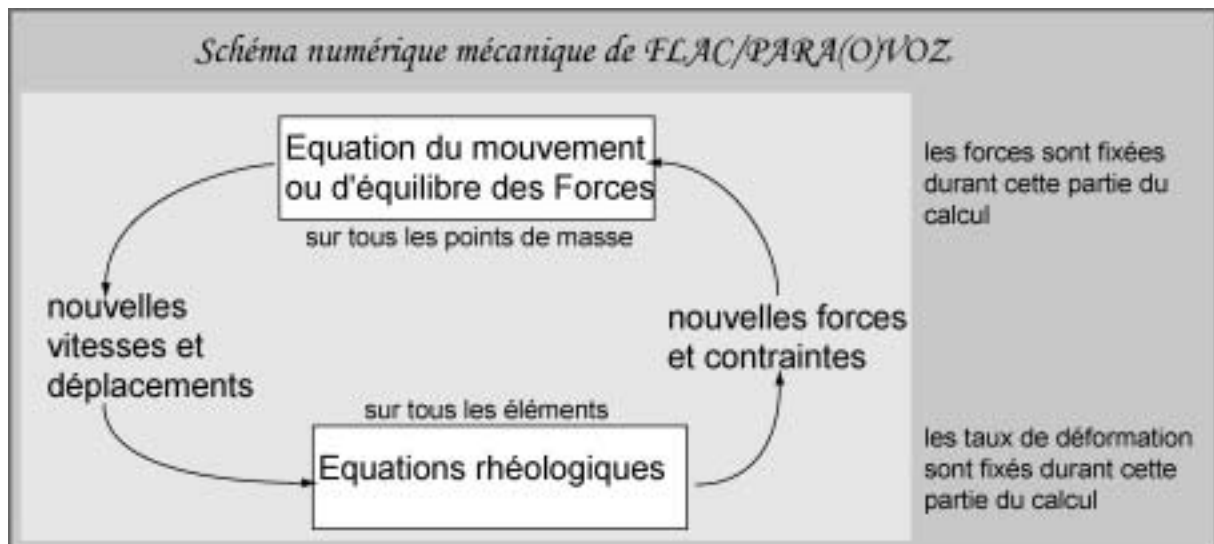 Schéma numérique mécanique de FLAC/PARA(O)VOZ
Equation du mouvement
ou d'équilibre des Forces
sur tous les points de masse
les forces sont fixées
durant cette partie du
calcul
nouvelles
vitesses et
déplacements
nouvelles forces
et contraintes
sur tous les éléments
Equations rhéologiques
les taux de déformation
sont fixés durant cette
partie du calcul